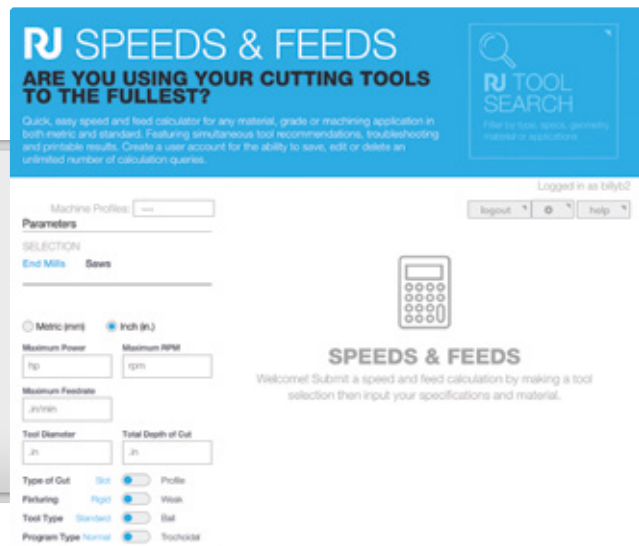 RU SPEEDS & FEEDS
ARE YOU USING YOUR CUTTING TOOLS
TO THE FULLEST?
Quick, easy speed and feed calculator for any material, grade or machining application in
both metric and standard. Featuring simultaneous tool recommendations, troubleshooting
and printable results. Create a user account for the ability to save, edit or delete an
unlimited number of calculation queries.
RU TOOL
SEARCH
Filter by type, specs, geometry,
material or applications
Logged in as billyb2
logout
help
Machine Profiles: ----
Parameters
SELECTION
End Mills Saws
Metric (mm) Inch (in.)
Maximum Power Maximum RPM
hp rpm
Maximum Feedrate
.in/min
Tool Diameter Total Depth of Cut
.in .in
Type of Cut Slot Profile
Fixturing Rigid Weak
Tool Type Standard Ball
Program Type Normal Trochoidal
SPEEDS & FEEDS
Welcome! Submit a speed and feed calculation by making a tool
selection then input your specifications and material.